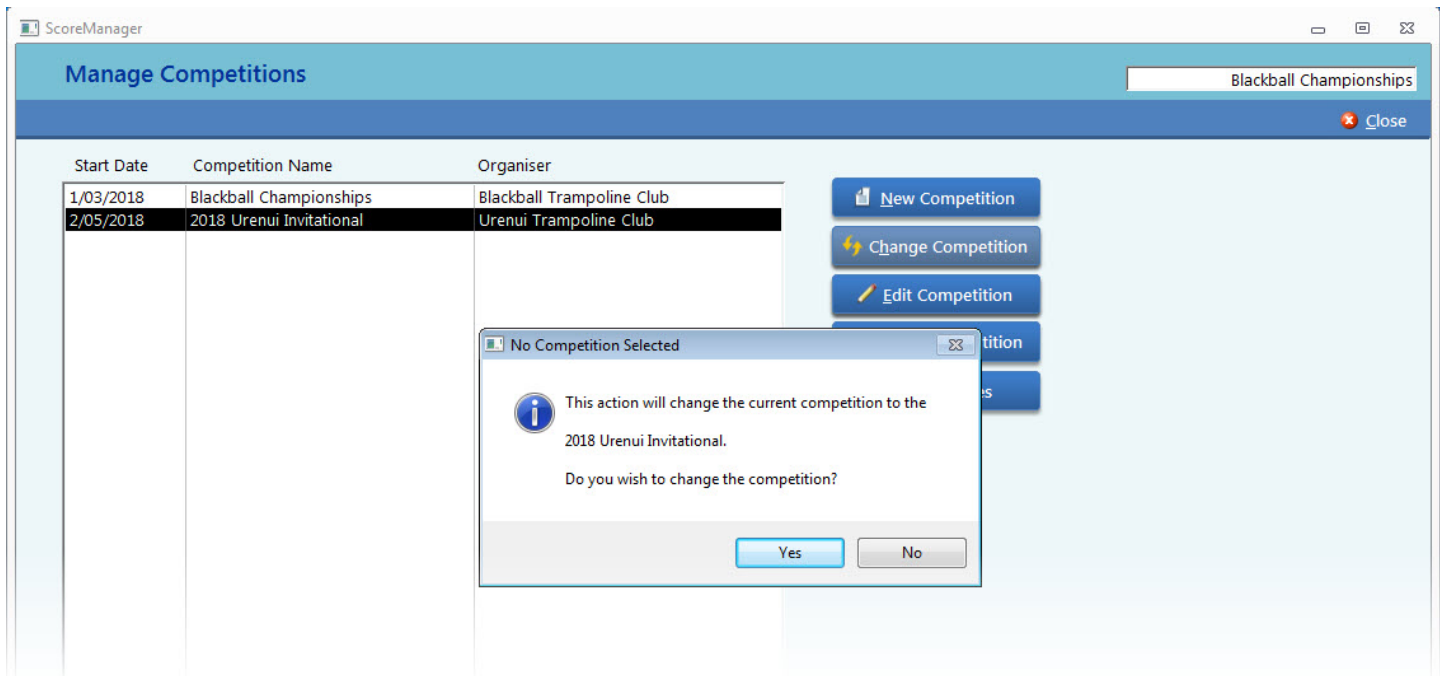 ScoreManager
Manage Competitions
Blackball Championships
Close
Start Date Competition Name Organiser
1/03/2018 Blackball Championships Blackball Trampoline Club
2/05/2018 2018 Urenui Invitational Urenui Trampoline Club
New Competition
Change Competition
Edit Competition
No Competition Selected
This action will change the current competition to the
2018 Urenui Invitational.
Do you wish to change the competition?
Yes No